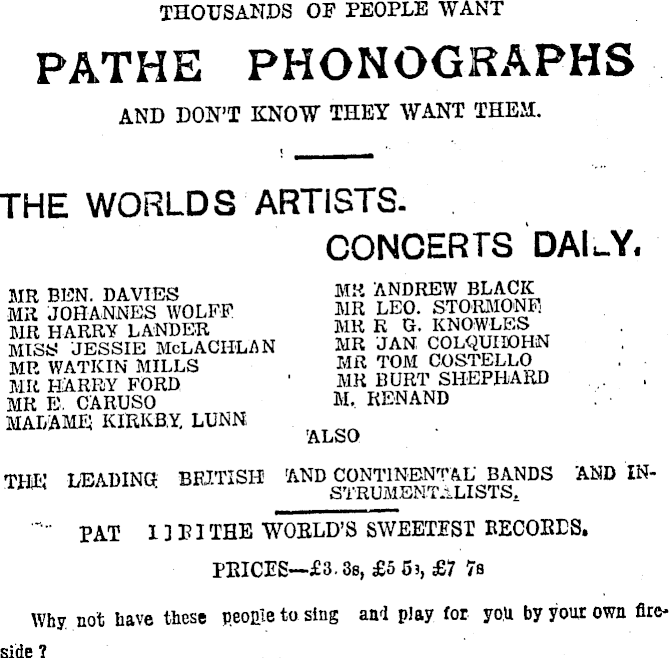 THOUSANDS OF PEOPLE WANT
PATHE PHONOGRAPHS
AND DON'T KNOW THEY WANT THEM.
THE WORLDS ARTISTS.
CONCERTS DAILY.
MR BEN. DAVIES
MR JOHANNES WOLFF
MR HARRY LANDER
MISS JESSIE McLACHLAN
MR WATKIN MILLS
MR HARRY FORD
MR E. CARUSO
MADAME KIRKBY, LUNN
MR ANDREW BLACK
MR LEO. STORMONE
MR R G. KNOWLES
MR JAN COLQUHOHN
MR TOM COSTELLO
MR BURT SHEPHARD
M. RENAND
ALSO
THE LEADING BRITISH AND CONTINENTAL BANDS AND IN-
STRUMENTALISTS.
PAT THE WORLD'S SWEETEST RECORDS.
PRICES—£3. 3s, £5 5s, £7 7s
Why not have these people to sing and play for you by your own fire-
side ?